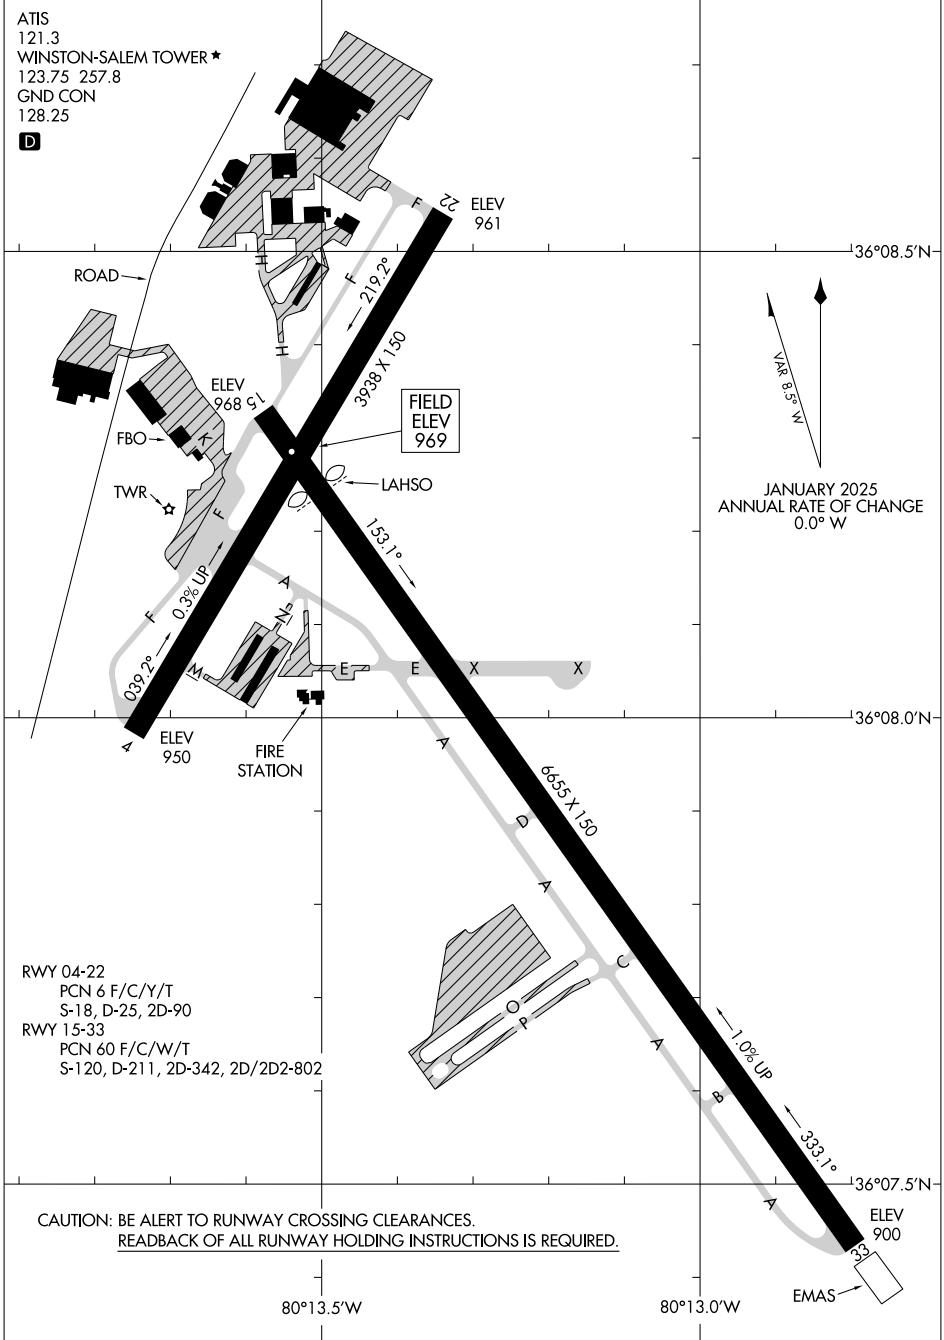 ATIS
121.3
WINSTON-SALEM TOWER ★
123.75 257.8
GND CON
128.25
D
22
ELEV
961
F
36°08.5'N
H
F
219.2°
ROAD
VAR 8.5° W
H
3938 X 150
ELEV
968
15
FIELD
ELEV
969
FBO
K
LAHSO
TWR
JANUARY 2025
ANNUAL RATE OF CHANGE
0.0° W
F
153.1°
0.3% UP
A
F
N
M
E
E
X
X
039.2°
36°08.0'N
4
ELEV
950
FIRE
STATION
A
6655 X 150
D
A
RWY 04-22
PCN 6 F/C/Y/T
S-18, D-25, 2D-90
RWY 15-33
PCN 60 F/C/W/T
S-120, D-211, 2D-342, 2D/2D2-802
C
O
P
A
1.0% UP
B
333.1°
36°07.5'N
A
CAUTION: BE ALERT TO RUNWAY CROSSING CLEARANCES.
READBACK OF ALL RUNWAY HOLDING INSTRUCTIONS IS REQUIRED.
ELEV
900
33
EMAS
80°13.5'W
80°13.0'W